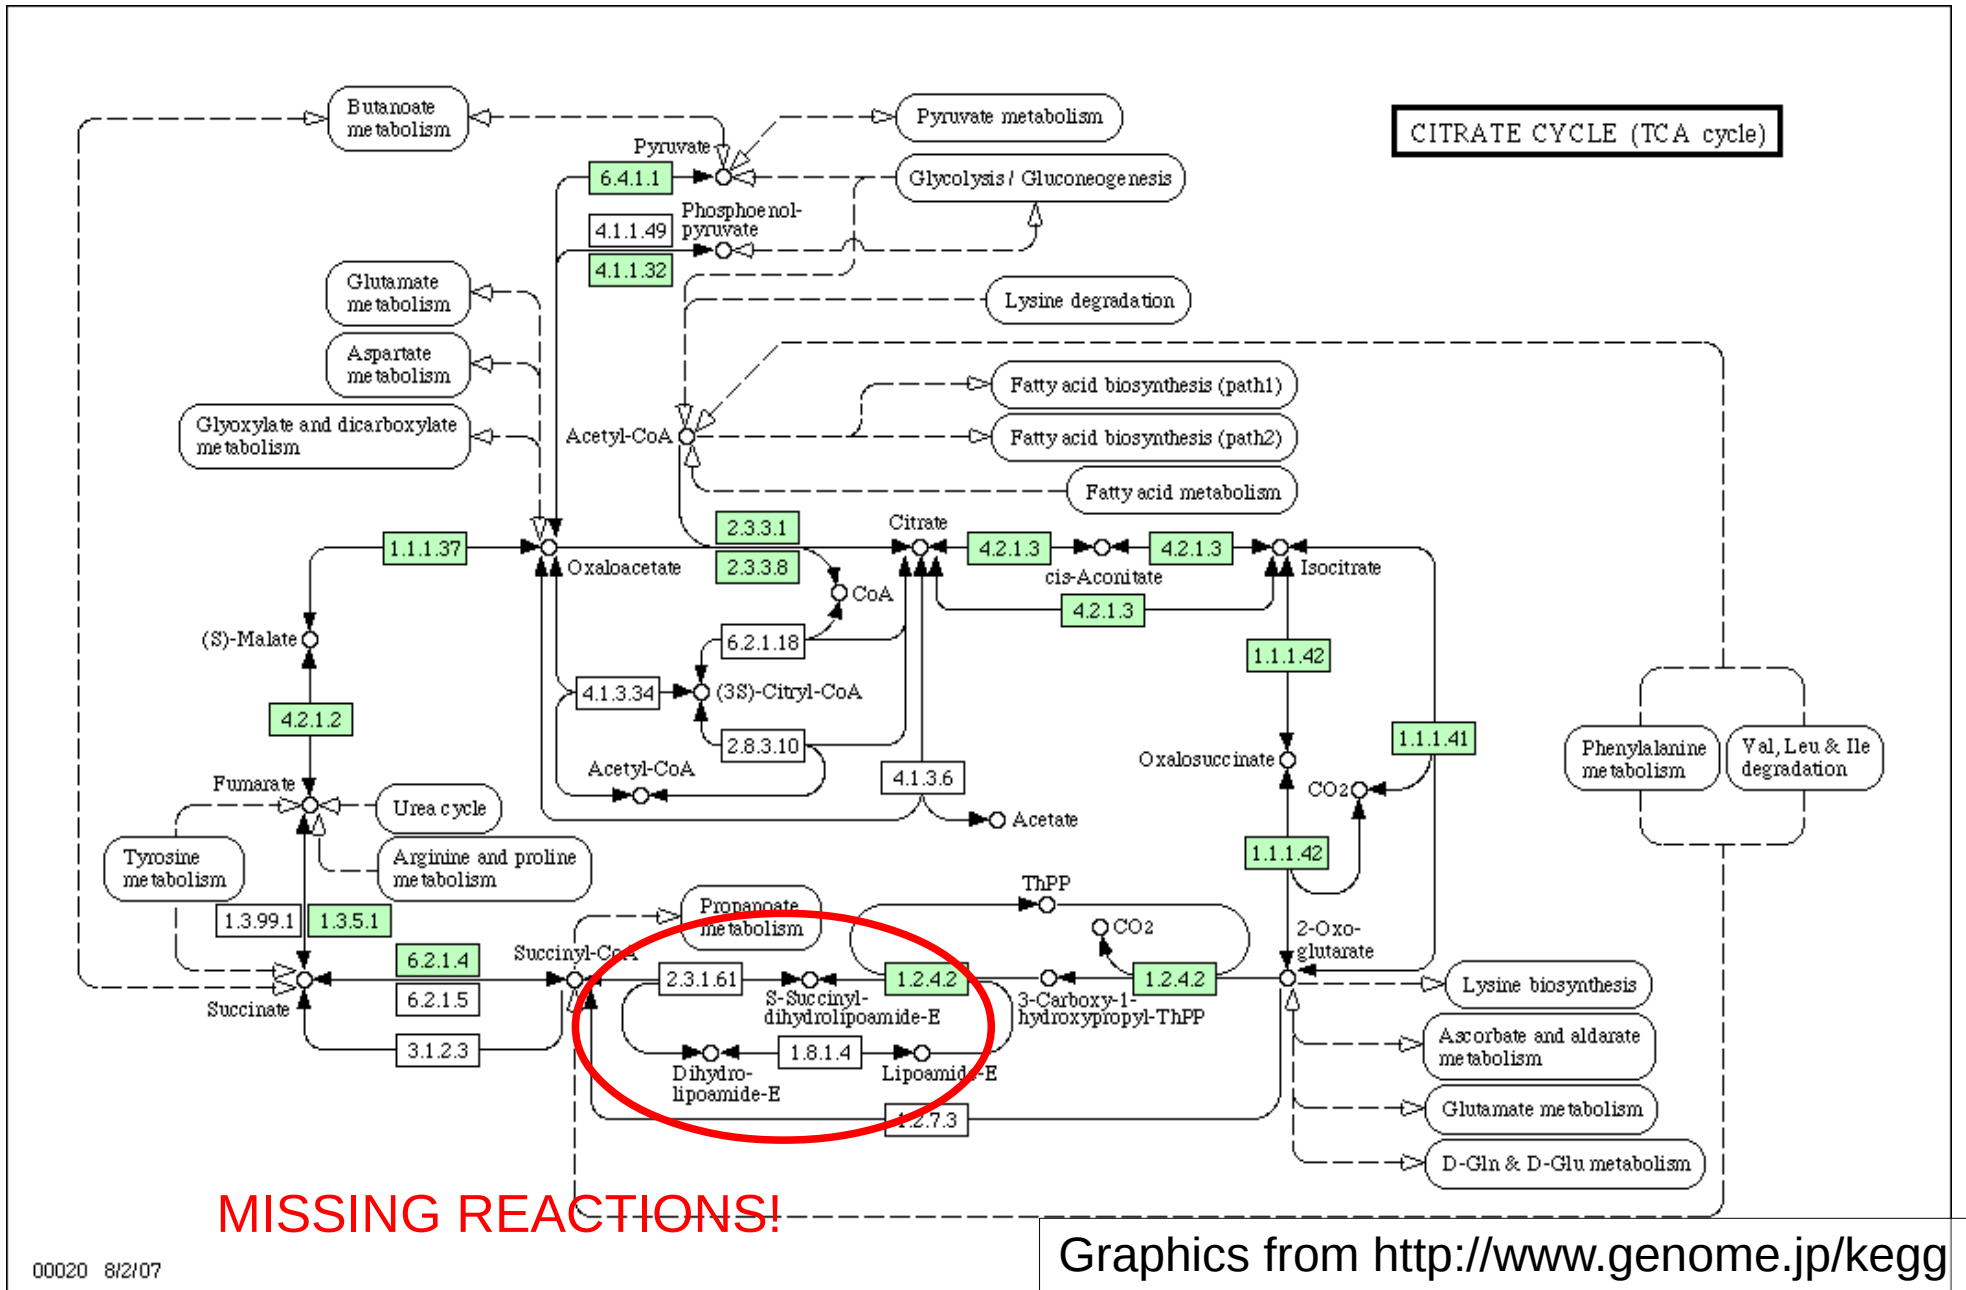 Butanoate
metabolism
Pyruvate metabolism
CITRATE CYCLE (TCA cycle)
Pyruvate
6.4.1.1
Glycolysis / Gluconeogenesis
Phosphoenol-
pyruvate
4.1.1.49
4.1.1.32
Glutamate
metabolism
Lysine degradation
Aspartate
metabolism
Fatty acid biosynthesis (path1)
Glyoxylate and dicarboxylate
metabolism
Acetyl-CoA
Fatty acid biosynthesis (path2)
Fatty acid metabolism
1.1.1.37
Oxaloacetate
2.3.3.1
2.3.3.8
Citrate
4.2.1.3
4.2.1.3
cis-Aconitate
Isocitrate
4.2.1.3
CoA
(S)-Malate
6.2.1.18
1.1.1.42
4.1.3.34
(3S)-Citryl-CoA
4.2.1.2
2.8.3.10
1.1.1.41
Phenylalanine
metabolism
Val, Leu & Ile
degradation
Oxalosuccinate
Acetyl-CoA
4.1.3.6
CO2
Fumarate
Urea cycle
Acetate
Tyrosine
metabolism
Arginine and proline
metabolism
1.1.1.42
ThPP
1.3.99.1
1.3.5.1
Propanoate
metabolism
CO2
2-Oxo-
glutarate
Succinyl-CoA
6.2.1.4
6.2.1.5
2.3.1.61
1.2.4.2
1.2.4.2
Lysine biosynthesis
Succinate
S-Succinyl-
dihydrolipoamide-E
3-Carboxy-1-
hydroxypropyl-ThPP
3.1.2.3
1.8.1.4
Ascorbate and aldarate
metabolism
Dihydro-
lipoamide-E
Lipoamide-E
1.2.7.3
Glutamate metabolism
D-Gln & D-Glu metabolism
MISSING REACTIONS!
Graphics from http://www.genome.jp/kegg
00020 8/2/07